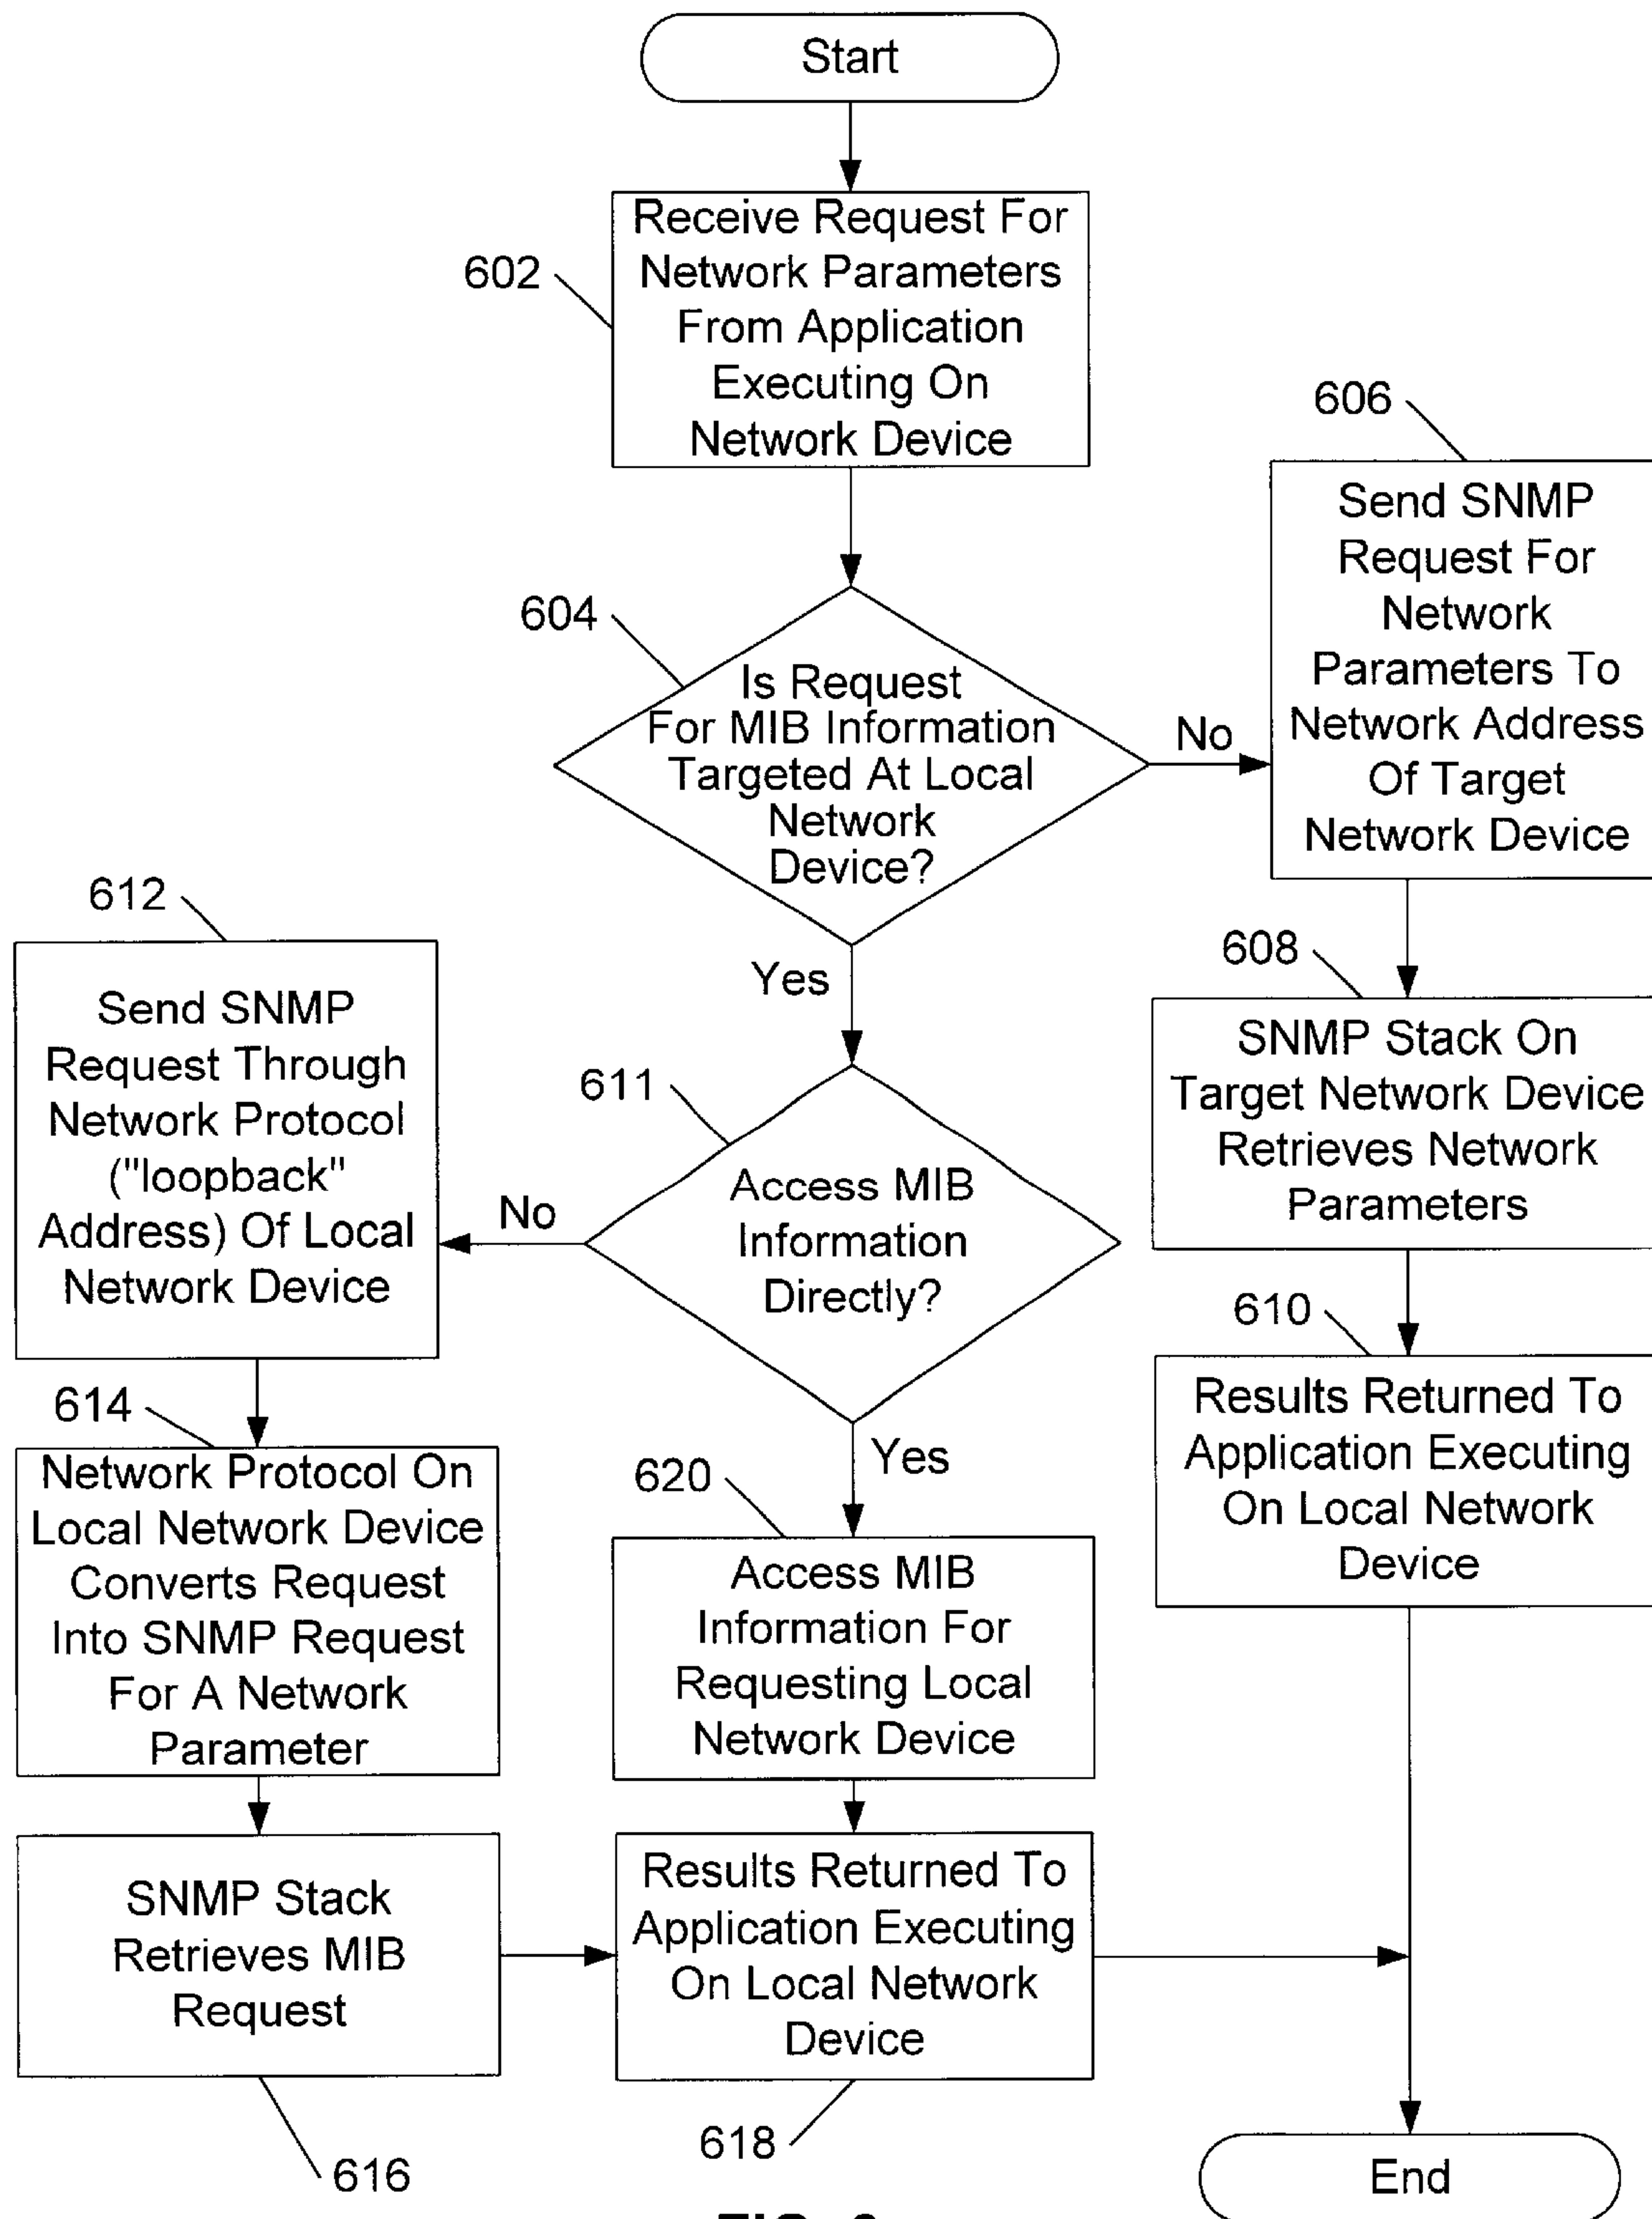 Start
Receive Request For
Network Parameters
From Application
Executing On
Network Device
602
606
Send SNMP
Request For
Network
Parameters To
Network Address
Of Target
Network Device
604
Is Request
For MIB Information
Targeted At Local
Network
Device?
No
Yes
612
Send SNMP
Request Through
Network Protocol
("loopback"
Address) Of Local
Network Device
608
SNMP Stack On
Target Network Device
Retrieves Network
Parameters
611
Access MIB
Information
Directly?
No
Yes
610
Results Returned To
Application Executing
On Local Network
Device
614
Network Protocol On
Local Network Device
Converts Request
Into SNMP Request
For A Network
Parameter
620
Access MIB
Information For
Requesting Local
Network Device
SNMP Stack
Retrieves MIB
Request
616
Results Returned To
Application Executing
On Local Network
Device
618
End